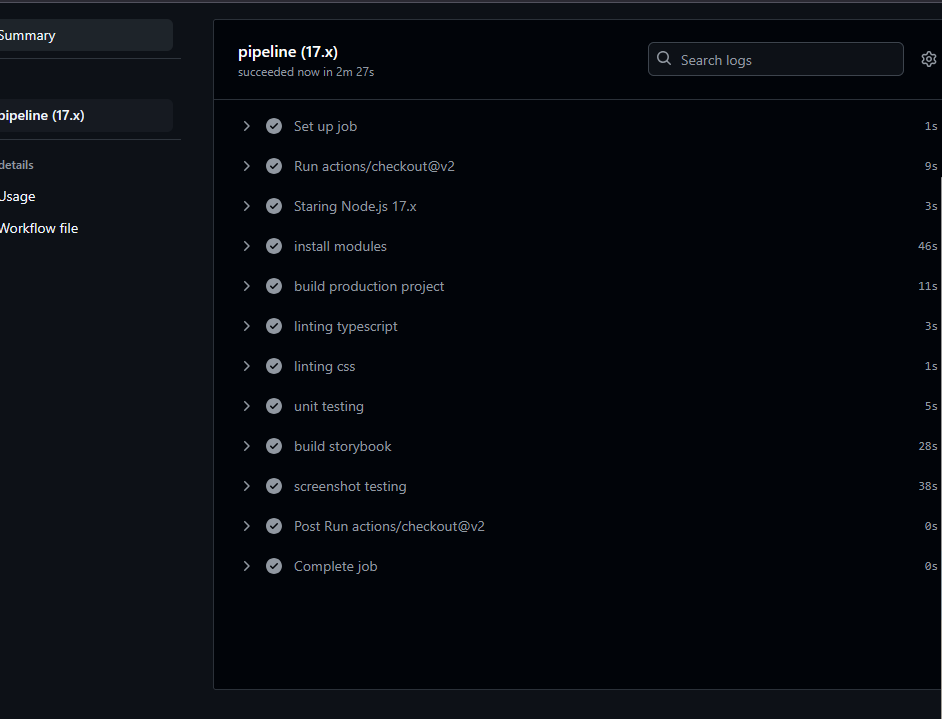 Summary
pipeline (17.x)
details
Usage
Workflow file
pipeline (17.x)
succeeded now in 2m 27s
Search logs
Set up job 1s
Run actions/checkout@v2 9s
Staring Node.js 17.x 3s
install modules 46s
build production project 11s
linting typescript 3s
linting css 1s
unit testing 5s
build storybook 28s
screenshot testing 38s
Post Run actions/checkout@v2 0s
Complete job 0s